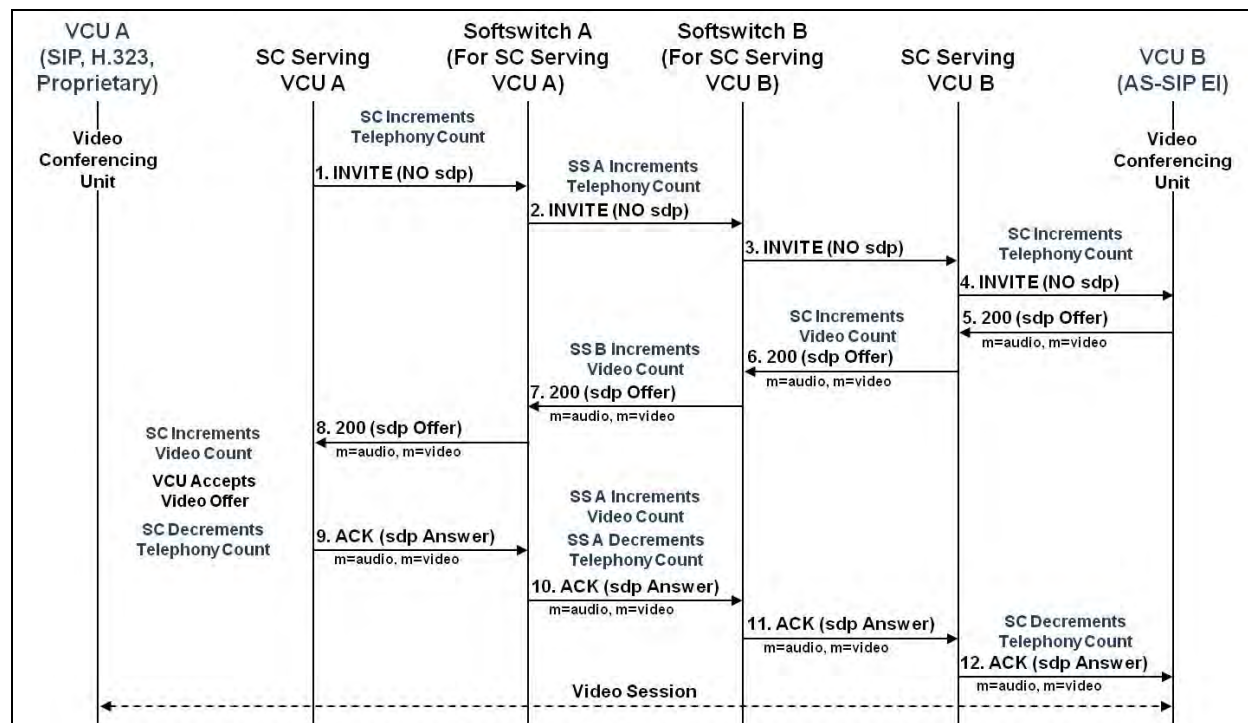 VCU A
(SIP, H.323,
Proprietary)
SC Serving
VCU A
Softswitch A
(For SC Serving
VCU A)
Softswitch B
(For SC Serving
VCU B)
SC Serving
VCU B
VCU B
(AS-SIP EI)
Video
Conferencing
Unit
Video
Conferencing
Unit
SC Increments
Telephony Count
1. INVITE (NO sdp)
SS A Increments
Telephony Count
2. INVITE (NO sdp)
3. INVITE (NO sdp)
SC Increments
Telephony Count
4. INVITE (NO sdp)
5. 200 (sdp Offer)
m=audio, m=video
SC Increments
Video Count
6. 200 (sdp Offer)
m=audio, m=video
SS B Increments
Video Count
7. 200 (sdp Offer)
m=audio, m=video
8. 200 (sdp Offer)
m=audio, m=video
SC Increments
Video Count
VCU Accepts
Video Offer
SC Decrements
Telephony Count
9. ACK (sdp Answer)
m=audio, m=video
SS A Increments
Video Count
SS A Decrements
Telephony Count
10. ACK (sdp Answer)
m=audio, m=video
11. ACK (sdp Answer)
m=audio, m=video
SC Decrements
Telephony Count
12. ACK (sdp Answer)
m=audio, m=video
Video Session